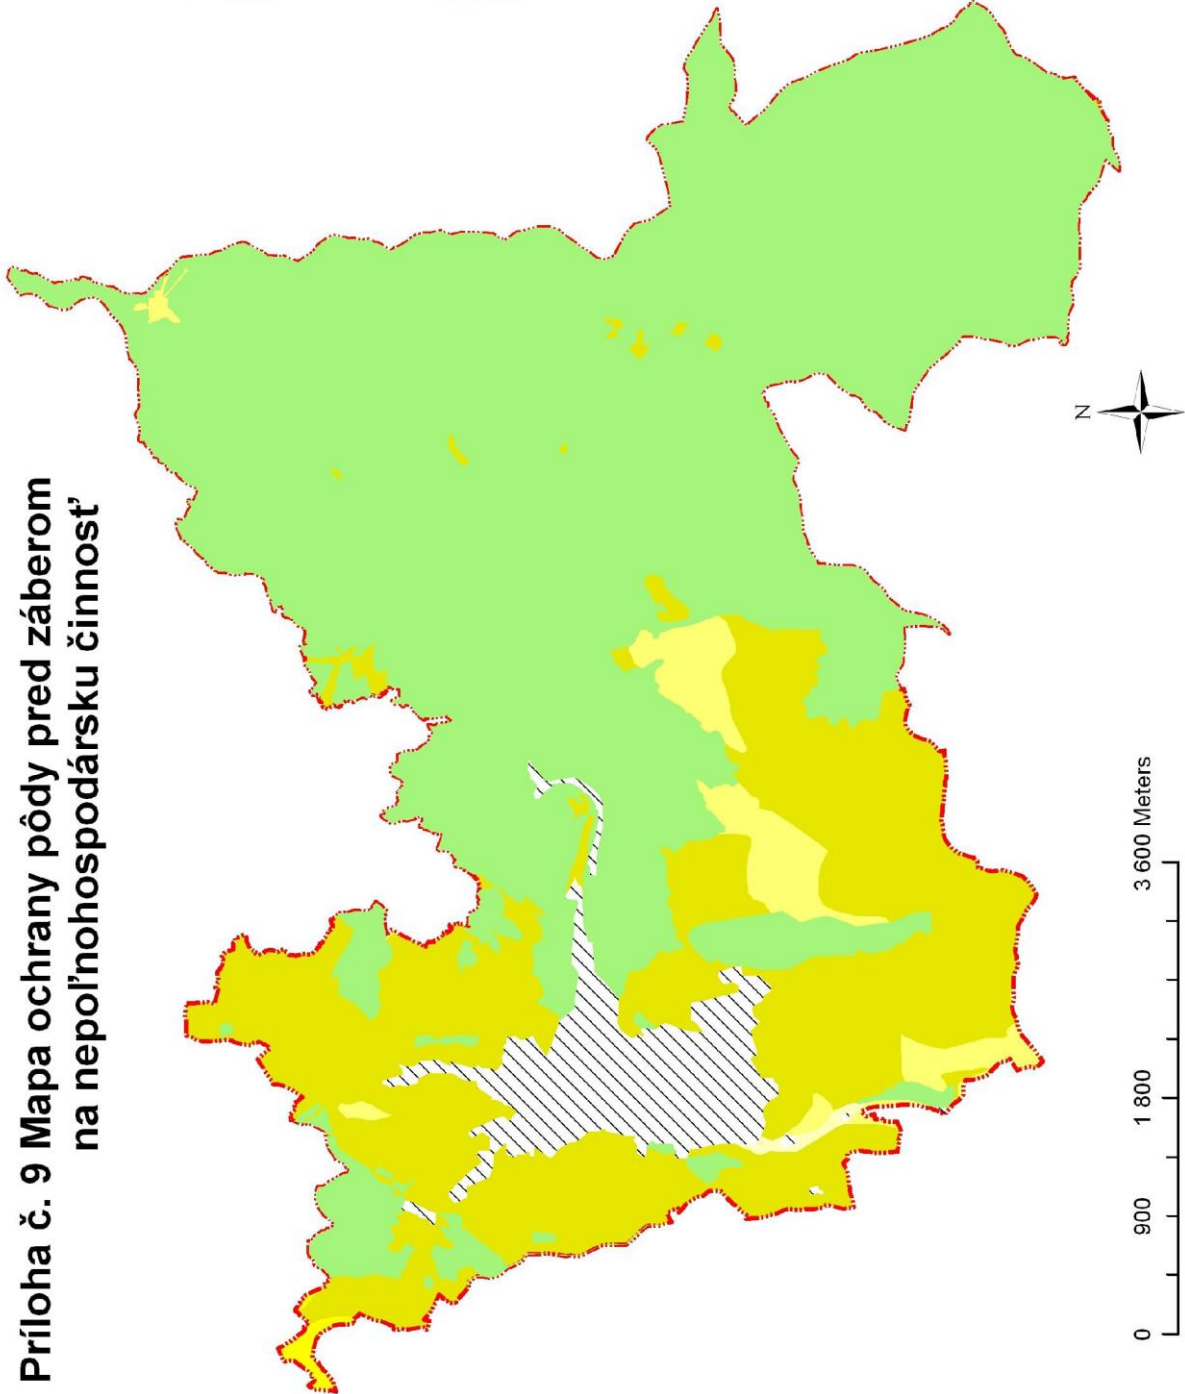 Príloha č. 9 Mapa ochrany pôdy pred záberom
na nepoľnohospodársku činnosť
N
0 900 1 800 3 600 Meters